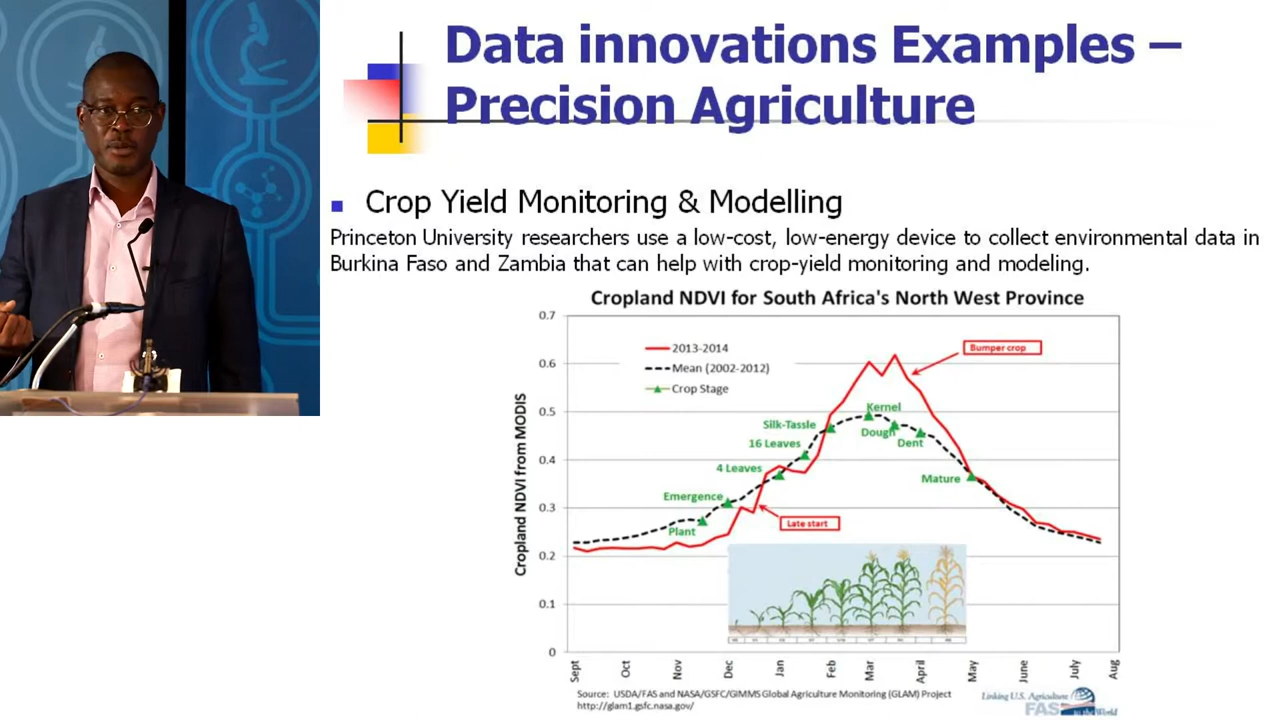 Data innovations Examples –
Precision Agriculture
Crop Yield Monitoring & Modelling
Princeton University researchers use a low-cost, low-energy device to collect environmental data in
Burkina Faso and Zambia that can help with crop-yield monitoring and modeling.
Cropland NDVI for South Africa's North West Province
Cropland NDVI from MODIS
0.7
0.6
0.5
0.4
0.3
0.2
0.1
0
2013-2014
Mean (2002-2012)
Crop Stage
Bumper crop
Late start
Plant
Emergence
4 Leaves
16 Leaves
Silk-Tassle
Kernel
Dough
Dent
Mature
Sept
Oct
Nov
Dec
Jan
Feb
Mar
April
May
June
July
Aug
Source: USDA/FAS and NASA/GSFC/GIMMS Global Agriculture Monitoring (GLAM) Project
http://glam1.gsfc.nasa.gov/
Linking U.S. Agriculture
FAS to the World